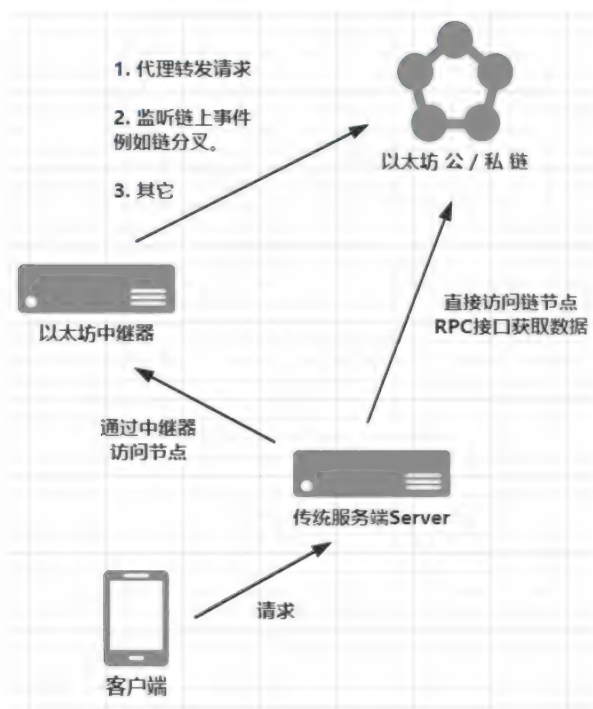 1. 代理转发请求
2. 监听链上事件
例如链分叉。
3. 其它
以太坊 公 / 私 链
以太坊中继器
直接访问链节点
RPC接口获取数据
通过中继器
访问节点
传统服务端Server
请求
客户端